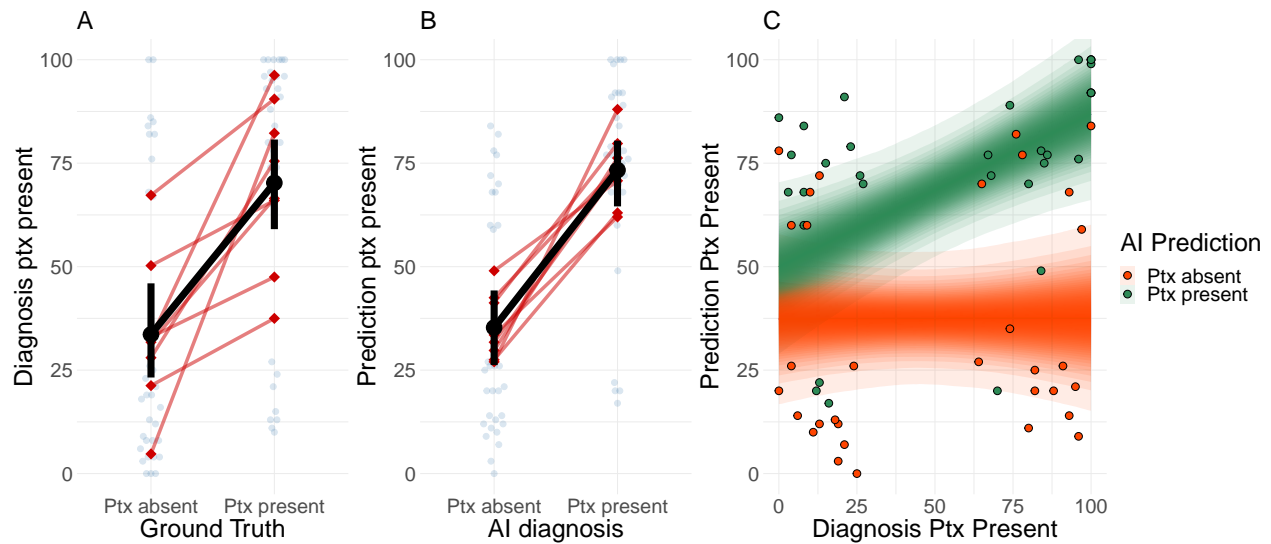 A
Diagnosis ptx present
100
75
50
25
0
Ptx absent
Ptx present
Ground Truth
B
Prediction ptx present
100
75
50
25
0
Ptx absent
Ptx present
AI diagnosis
C
Prediction Ptx Present
100
75
50
25
0
0
25
50
75
100
Diagnosis Ptx Present
AI Prediction
Ptx absent
Ptx present